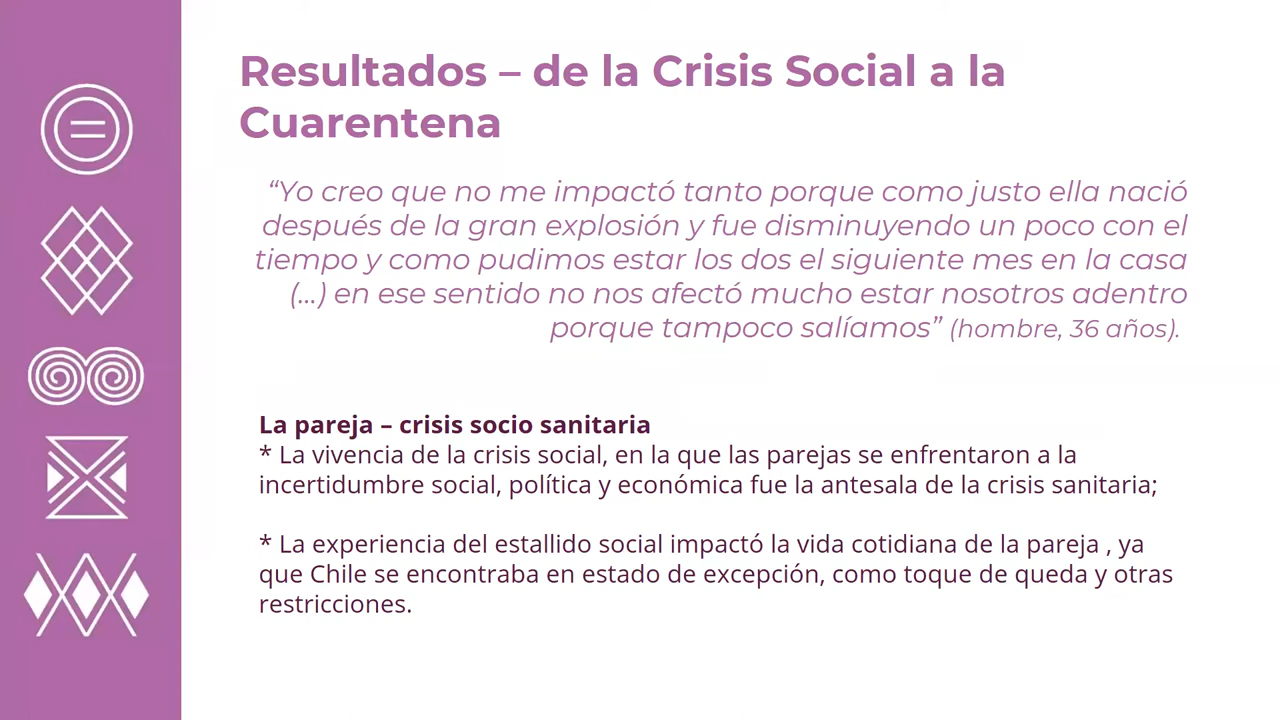 Resultados – de la Crisis Social a la
Cuarentena
“Yo creo que no me impactó tanto porque como justo ella nació
después de la gran explosión y fue disminuyendo un poco con el
tiempo y como pudimos estar los dos el siguiente mes en la casa
(...) en ese sentido no nos afectó mucho estar nosotros adentro
porque tampoco salíamos” (hombre, 36 años).
La pareja – crisis socio sanitaria
* La vivencia de la crisis social, en la que las parejas se enfrentaron a la
incertidumbre social, política y económica fue la antesala de la crisis sanitaria;
* La experiencia del estallido social impactó la vida cotidiana de la pareja , ya
que Chile se encontraba en estado de excepción, como toque de queda y otras
restricciones.